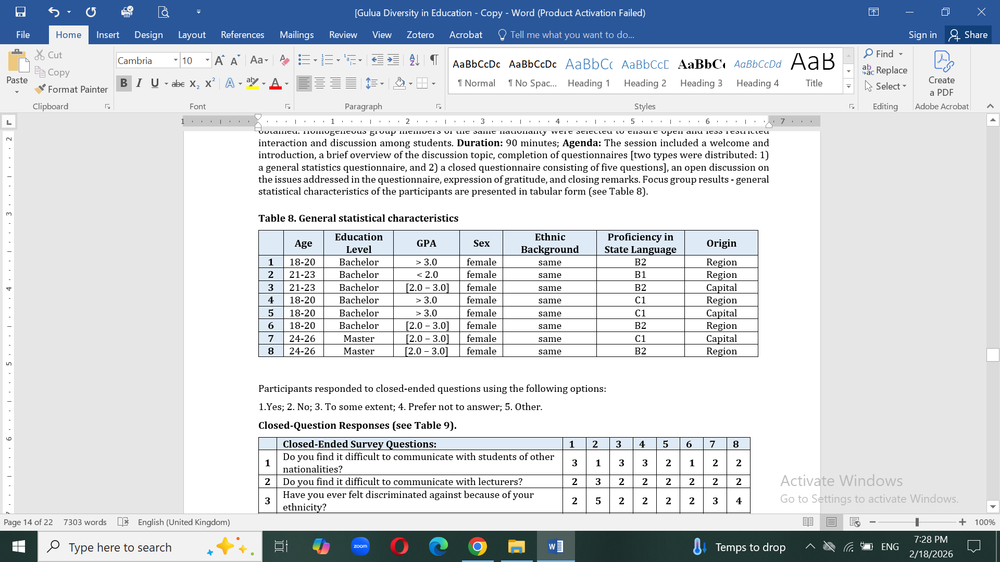 [Gulua Diversity in Education - Copy - Word (Product Activation Failed)
File Home Insert Design Layout References Mailings Review View Zotero Acrobat Tell me what you want to do... Sign in Share
Paste Cut Copy Format Painter
Clipboard
Cambria 10
Font
Paragraph
AaBbCcDc AaBbCcDc AaBbCc AaBbCcE AaBbCc AaBbCcDd AaB
¶ Normal ¶ No Spac... Heading 1 Heading 2 Heading 3 Heading 4 Title
Styles
Find Replace Select
Editing
Create a PDF
Adobe Acrobat
1 1 2 3 4 5 6 7
obtained. Homogeneous group members of the same nationality were selected to ensure open and less restricted
interaction and discussion among students. Duration: 90 minutes; Agenda: The session included a welcome and
introduction, a brief overview of the discussion topic, completion of questionnaires [two types were distributed: 1)
a general statistics questionnaire, and 2) a closed questionnaire consisting of five questions], an open discussion on
the issues addressed in the questionnaire, expression of gratitude, and closing remarks. Focus group results - general
statistical characteristics of the participants are presented in tabular form (see Table 8).
Table 8. General statistical characteristics
Age Education Level GPA Sex Ethnic Background Proficiency in State Language Origin
1 18-20 Bachelor > 3.0 female same B2 Region
2 21-23 Bachelor < 2.0 female same B1 Region
3 21-23 Bachelor [2.0 – 3.0] female same B2 Capital
4 18-20 Bachelor > 3.0 female same C1 Region
5 18-20 Bachelor > 3.0 female same C1 Capital
6 18-20 Bachelor [2.0 – 3.0] female same B2 Region
7 24-26 Master [2.0 – 3.0] female same C1 Capital
8 24-26 Master [2.0 – 3.0] female same B2 Region
Participants responded to closed-ended questions using the following options:
1.Yes; 2. No; 3. To some extent; 4. Prefer not to answer; 5. Other.
Closed-Question Responses (see Table 9).
Closed-Ended Survey Questions: 1 2 3 4 5 6 7 8
1 Do you find it difficult to communicate with students of other nationalities? 3 1 3 3 2 1 2 2
2 Do you find it difficult to communicate with lecturers? 2 3 2 2 2 2 2 2
3 Have you ever felt discriminated against because of your ethnicity? 2 5 2 2 2 2 3 4
Activate Windows
Go to Settings to activate Windows.
Page 14 of 22 7303 words English (United Kingdom) 100%
Type here to search zoom Temps to drop ENG 7:28 PM
2/18/2026